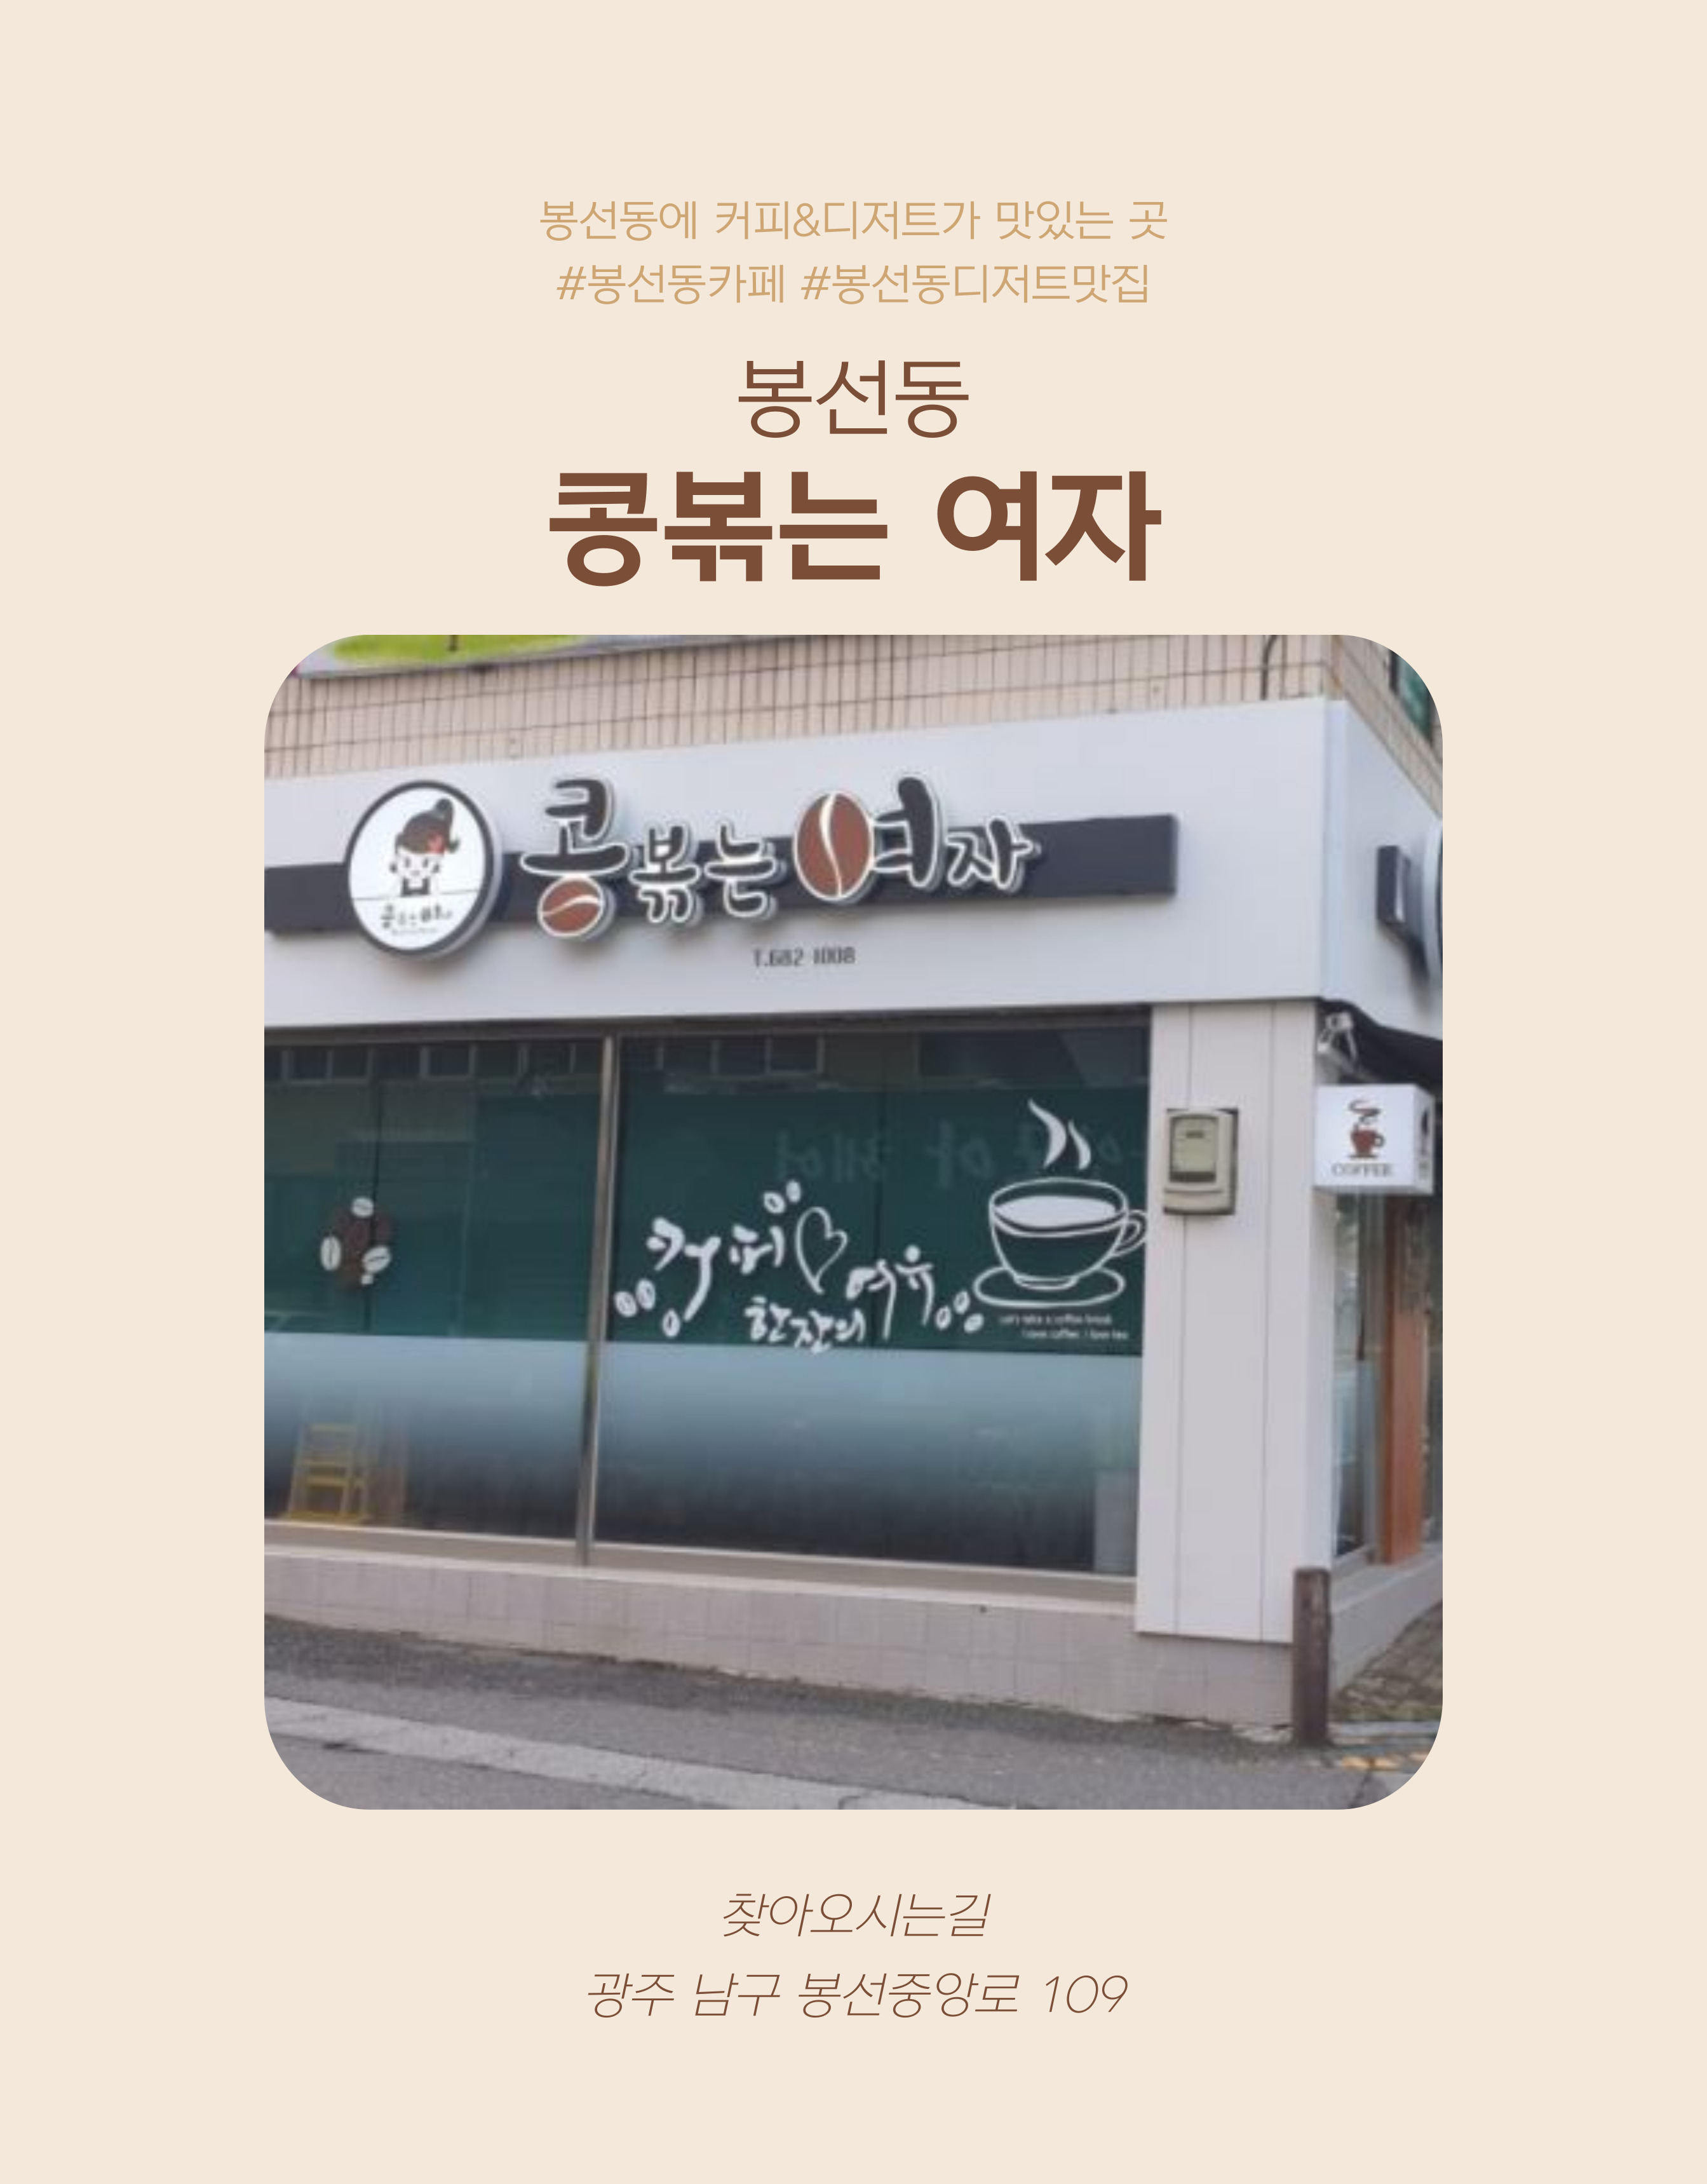 봉선동에 커피&디저트가 맛있는 곳
#봉선동카페 #봉선동디저트맛집
봉선동
콩볶는 여자
콩볶는여자
T.682-1008
COFFEE
커피
한잔의
여유
찾아오시는길
광주 남구 봉선중앙로 109